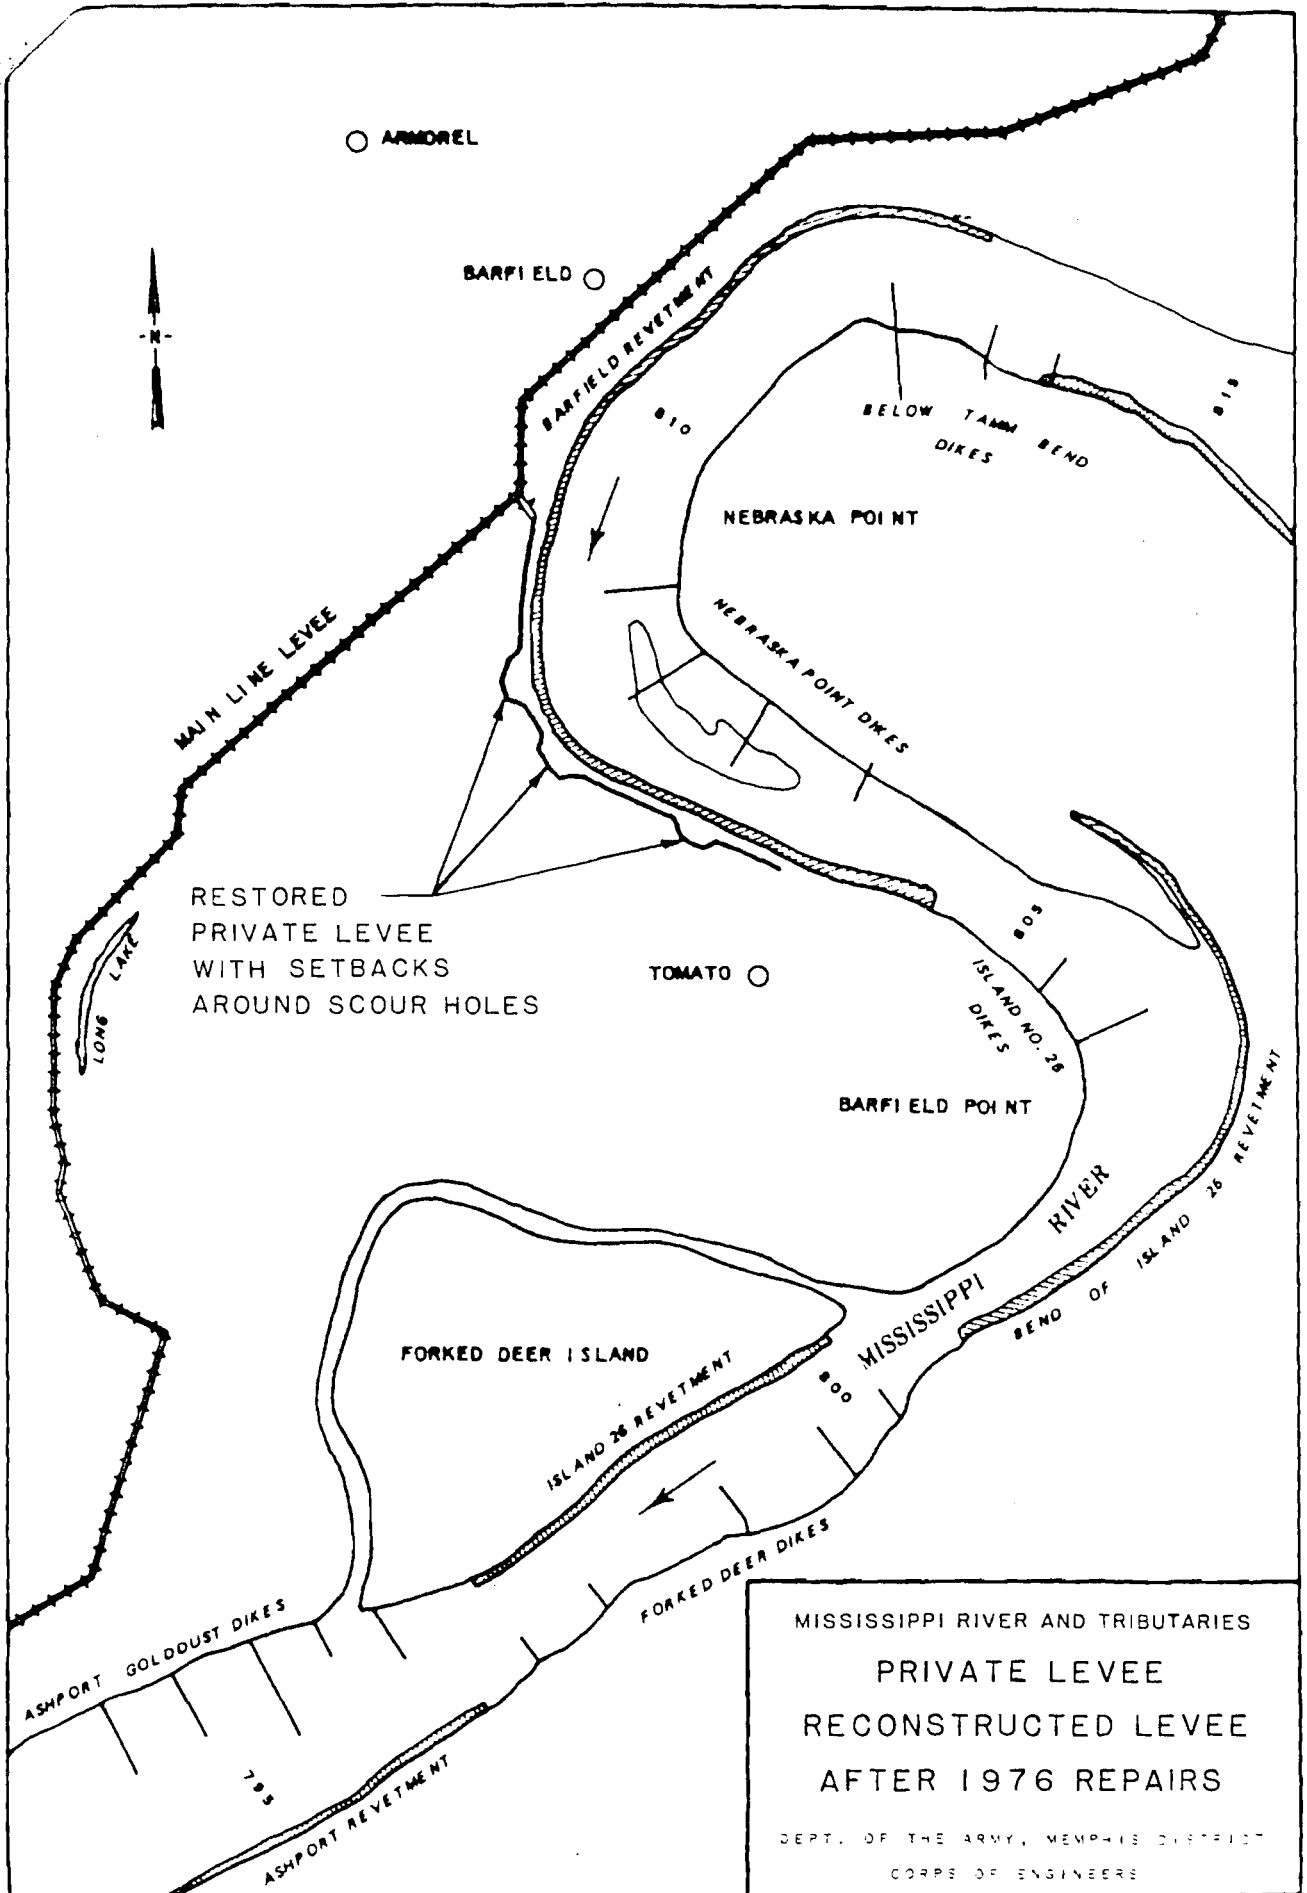 ARMOREL
BARFIELD
BARFIELD REVETMENT
-N-
810
815
BELOW TAMM BEND
DIKES
NEBRASKA POINT
NEBRASKA POINT DIKES
MAIN LINE LEVEE
RESTORED
PRIVATE LEVEE
WITH SETBACKS
AROUND SCOUR HOLES
LONG LAKE
TOMATO
805
ISLAND NO. 26
DIKES
BARFIELD POINT
MISSISSIPPI RIVER
BEND OF ISLAND 26 REVETMENT
FORKED DEER ISLAND
ISLAND 26 REVETMENT
800
FORKED DEER DIKES
ASHPORT GOLDDUST DIKES
795
ASHPORT REVETMENT
MISSISSIPPI RIVER AND TRIBUTARIES
PRIVATE LEVEE
RECONSTRUCTED LEVEE
AFTER 1976 REPAIRS
DEPT. OF THE ARMY, MEMPHIS DISTRICT
CORPS OF ENGINEERS